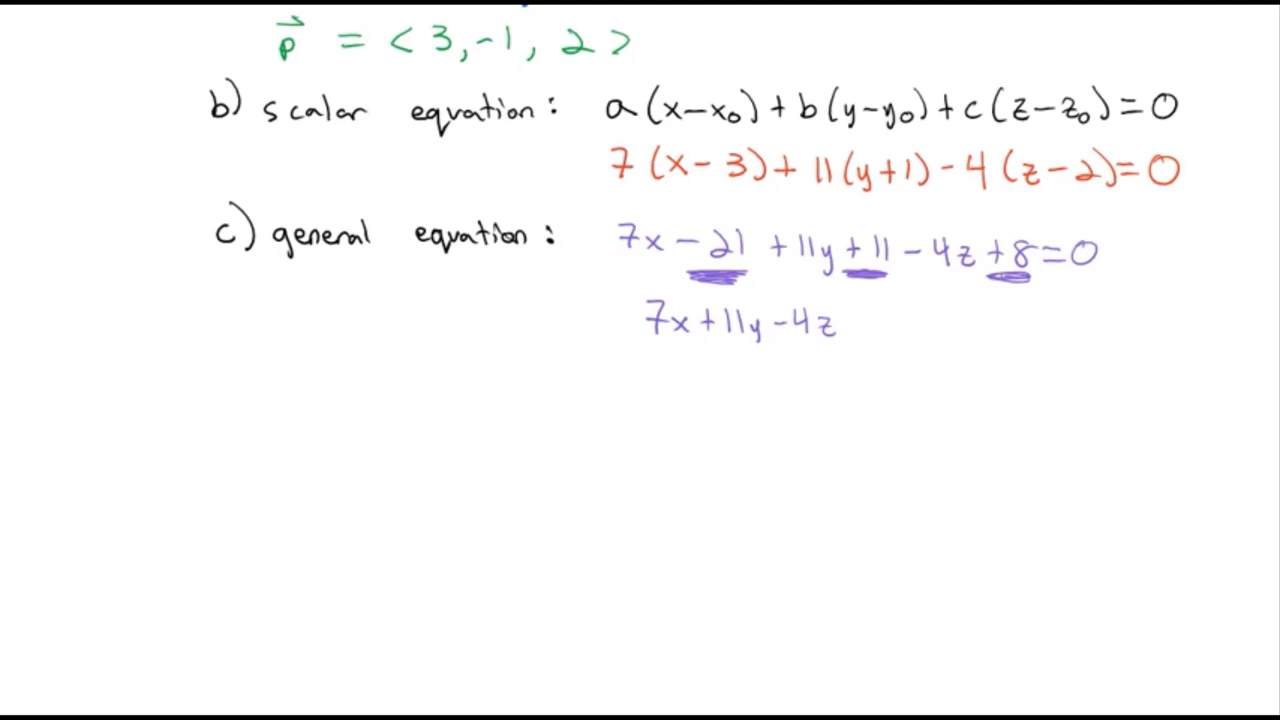 p⃗ = < 3, -1, 2 >
b) scalar equation: a(x-x₀) + b(y-y₀) + c(z-z₀) = 0
7(x-3) + 11(y+1) - 4(z-2) = 0
c) general equation: 7x - 21 + 11y + 11 - 4z + 8 = 0
7x + 11y - 4z